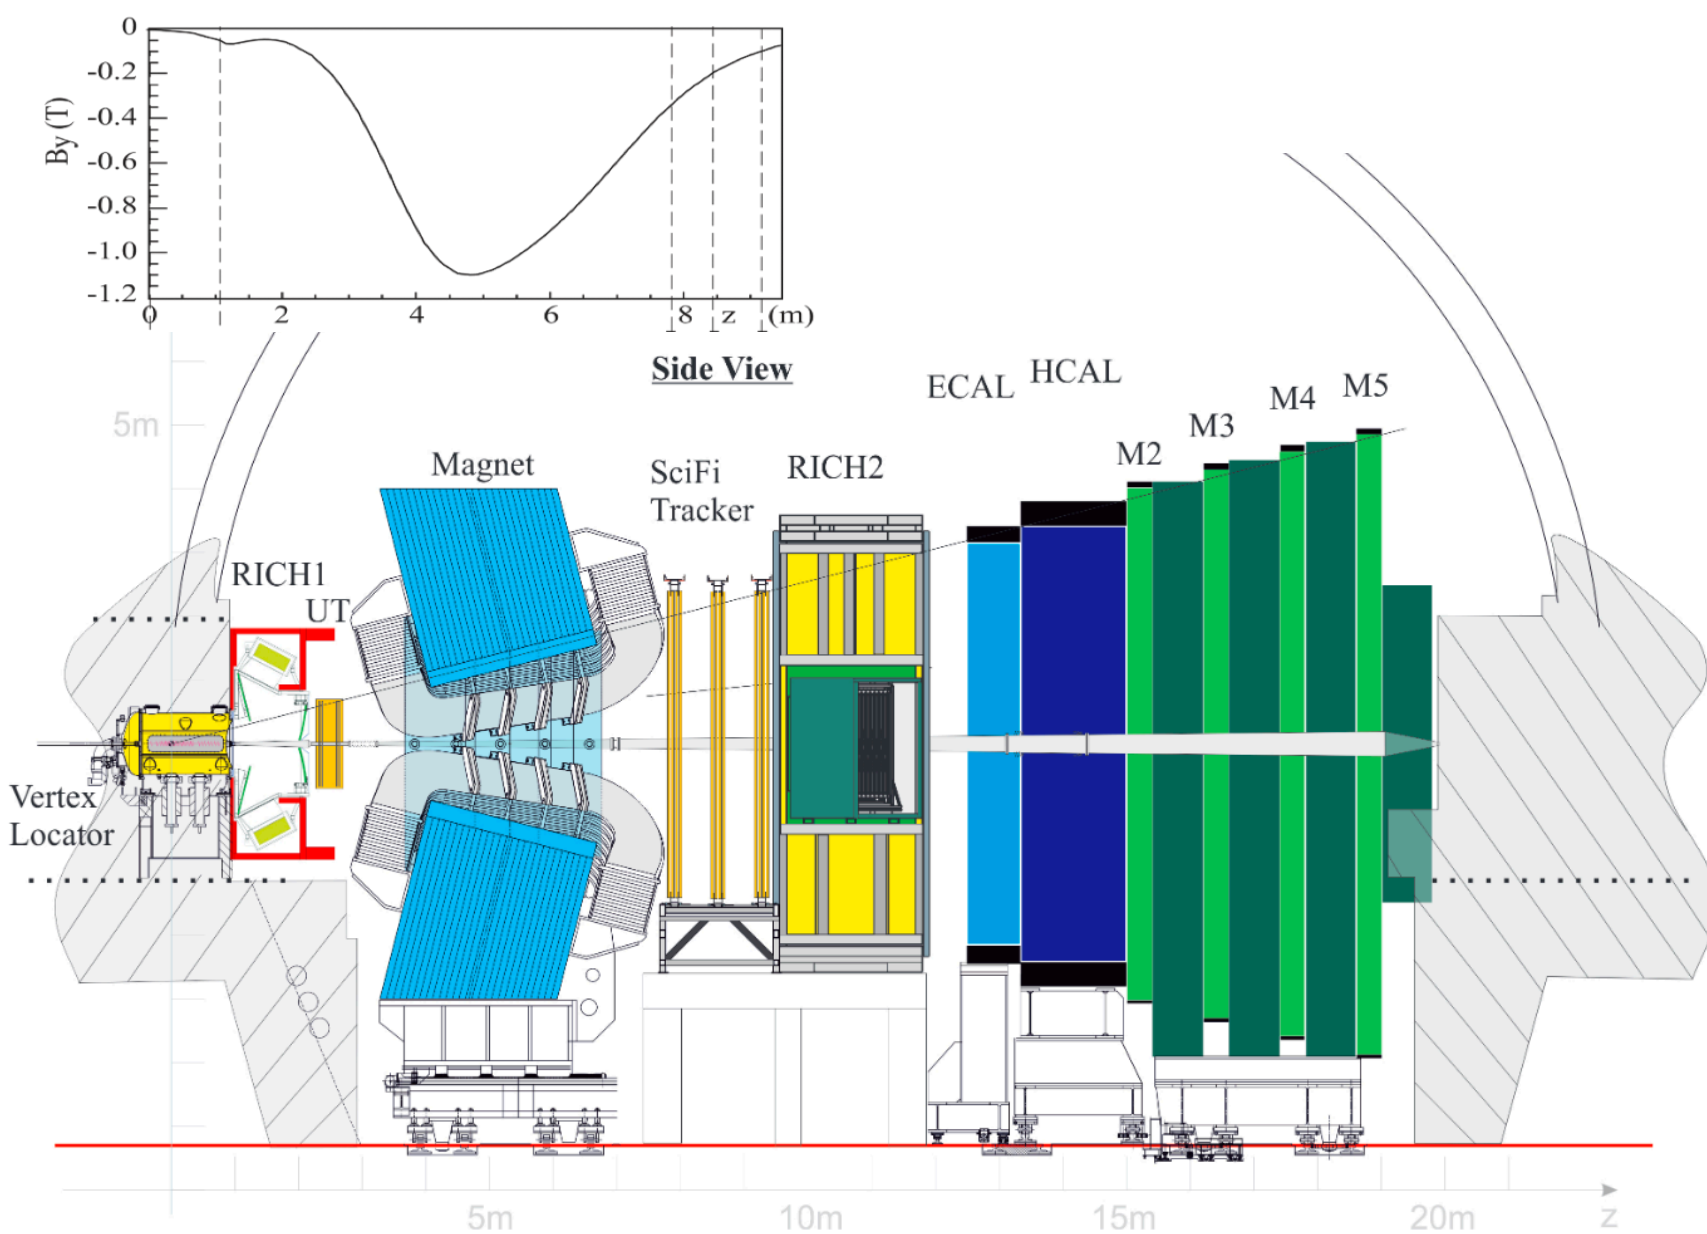 0
-0.2
-0.4
-0.6
-0.8
-1.0
-1.2
By (T)
0 2 4 6 8 z (m)
Side View
ECAL
HCAL
M2
M3
M4
M5
5m
Magnet
SciFi
Tracker
RICH2
RICH1
UT
Vertex
Locator
5m 10m 15m 20m z